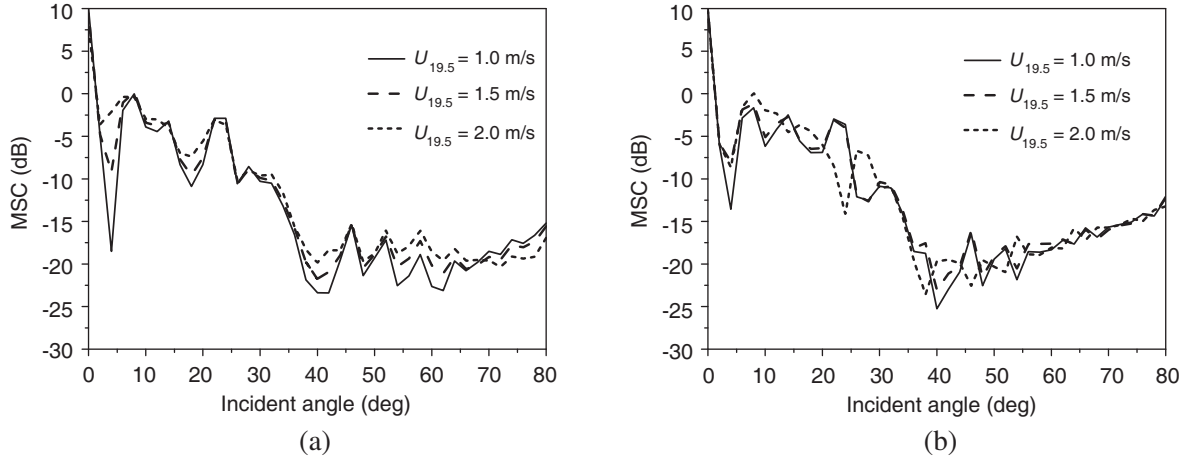 10
5
0
-5
-10
-15
-20
-25
-30
MSC (dB)
U19.5 = 1.0 m/s
U19.5 = 1.5 m/s
U19.5 = 2.0 m/s
0 10 20 30 40 50 60 70 80
Incident angle (deg)
(a)
10
5
0
-5
-10
-15
-20
-25
-30
MSC (dB)
U19.5 = 1.0 m/s
U19.5 = 1.5 m/s
U19.5 = 2.0 m/s
0 10 20 30 40 50 60 70 80
Incident angle (deg)
(b)